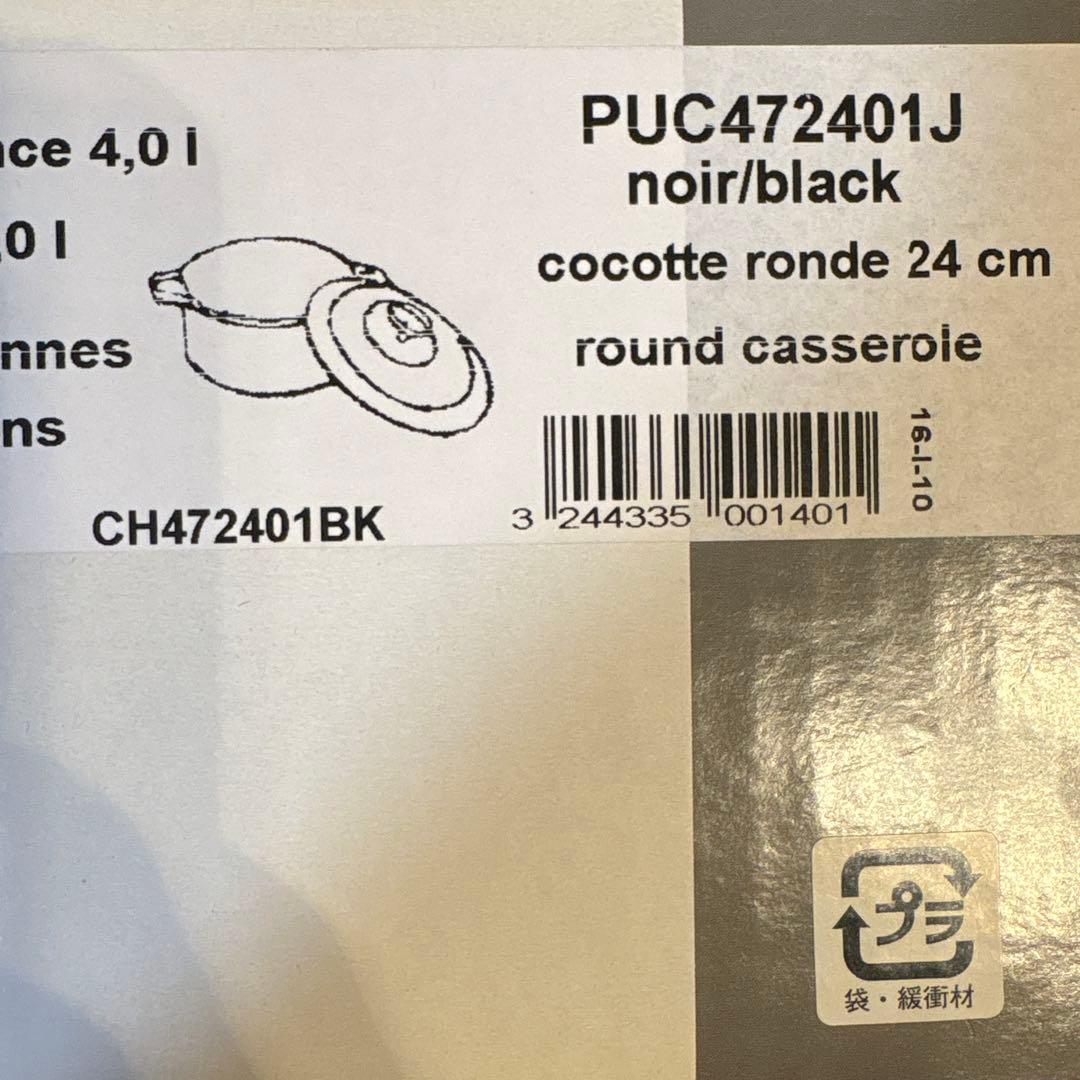 nce 4,0 l
,0 l
nnes
ns
CH472401BK
PUC472401J
noir/black
cocotte ronde 24 cm
round casserole
3 244335 001401
16-I-10
プラ
袋・緩衝材